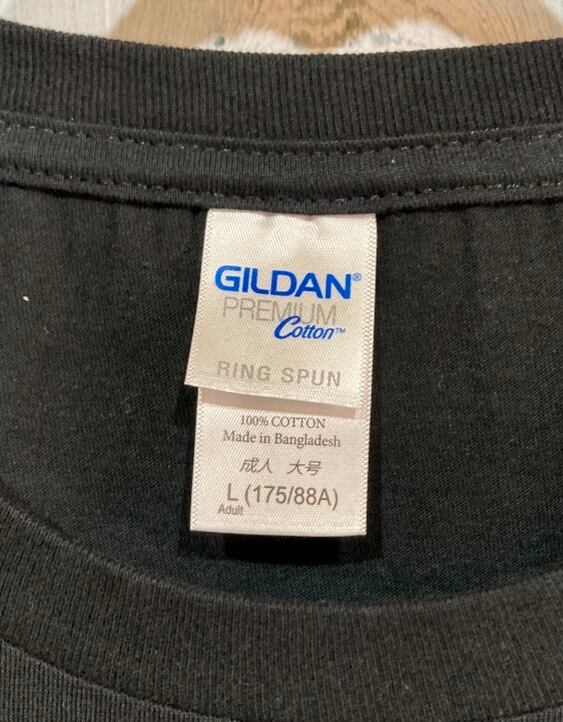 GILDAN®
PREMIUM
Cotton™
RING SPUN
100% COTTON
Made in Bangladesh
成人 大号
L (175/88A)
Adult